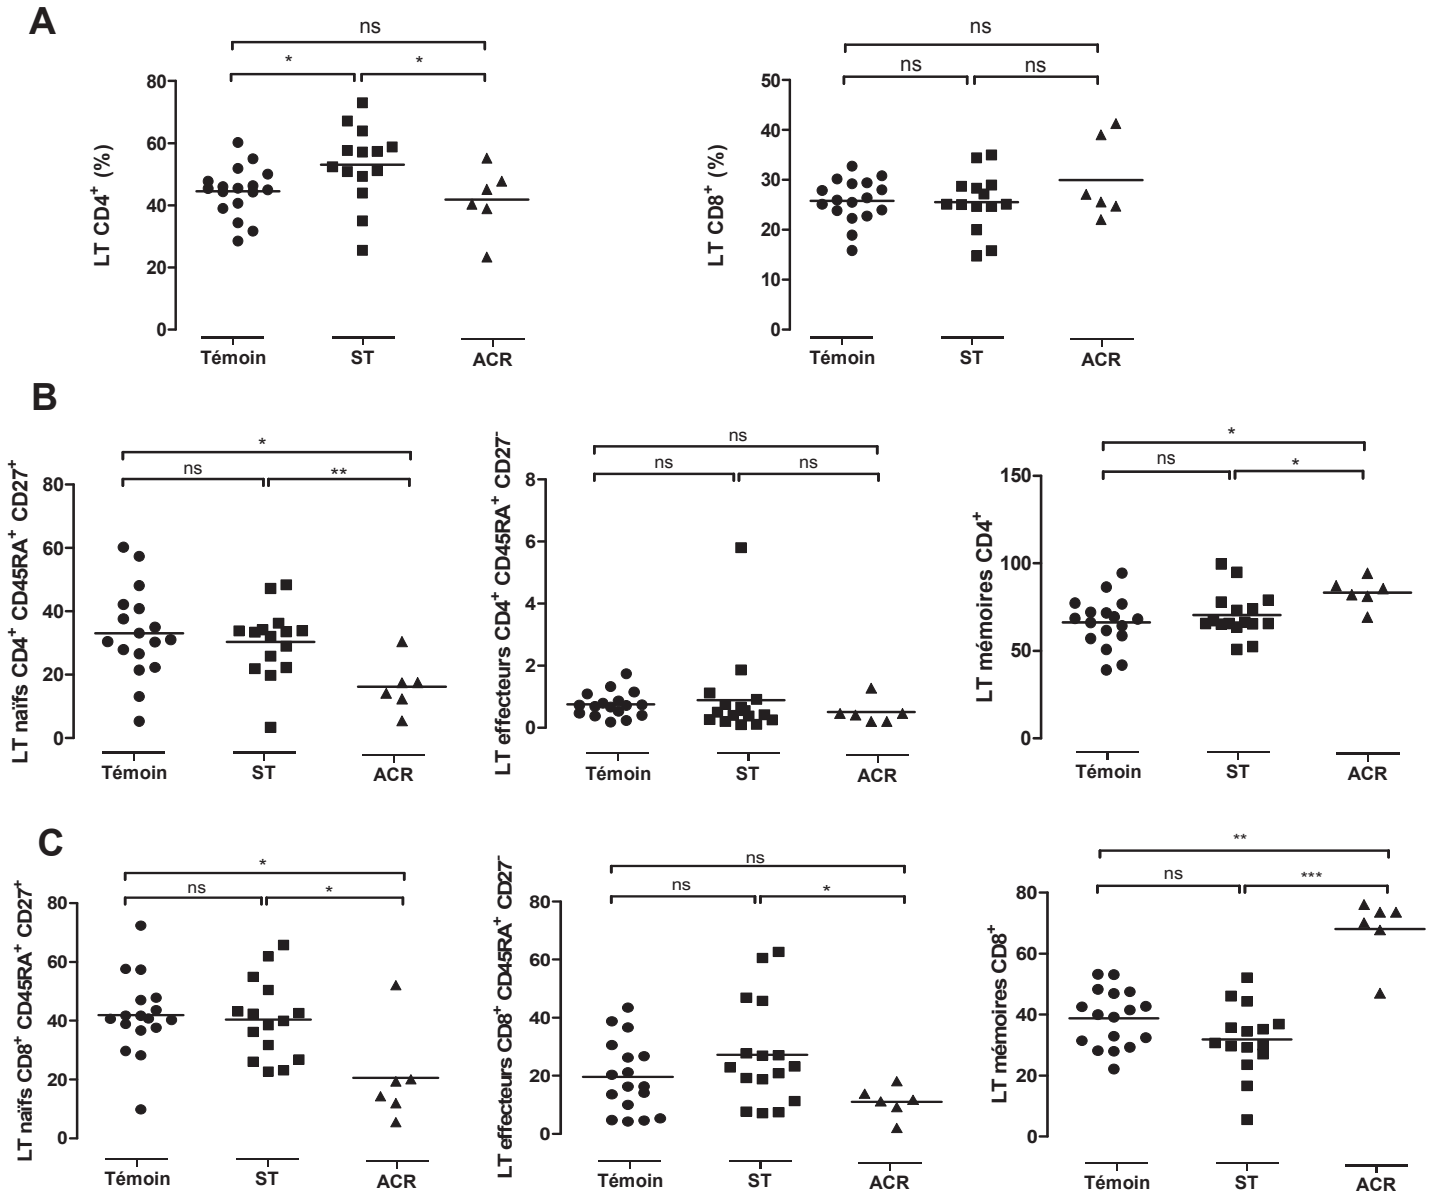 A
ns
* *
LT CD4+ (%)
80
60
40
20
0
Témoin ST ACR
ns
ns ns
LT CD8+ (%)
50
40
30
20
10
0
Témoin ST ACR
B
*
ns **
LT naïfs CD4+ CD45RA+ CD27+
80
60
40
20
0
Témoin ST ACR
ns
ns ns
LT effecteurs CD4+ CD45RA+ CD27-
8
6
4
2
0
Témoin ST ACR
*
ns *
LT mémoires CD4+
150
100
50
0
Témoin ST ACR
C
*
ns *
LT naïfs CD8+ CD45RA+ CD27+
80
60
40
20
0
Témoin ST ACR
ns
ns *
LT effecteurs CD8+ CD45RA+ CD27-
80
60
40
20
0
Témoin ST ACR
**
ns ***
LT mémoires CD8+
80
60
40
20
0
Témoin ST ACR